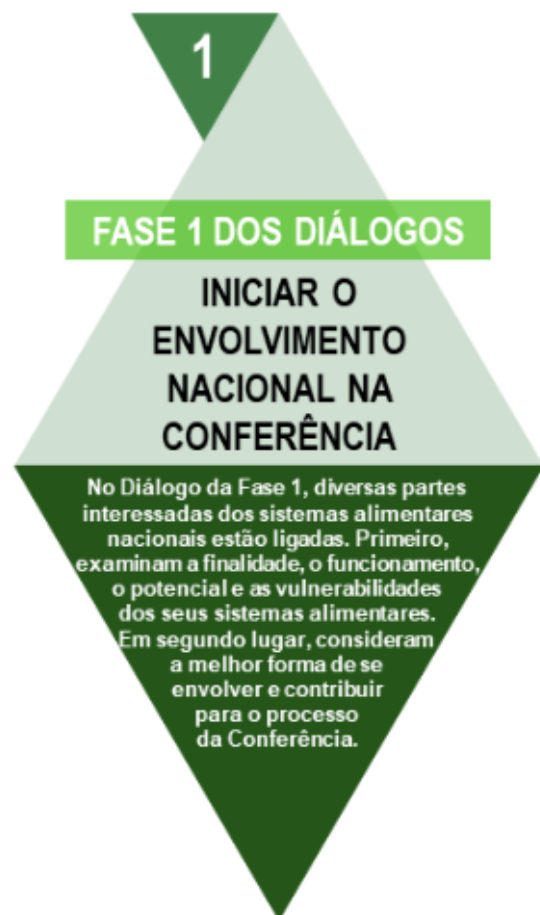 1
FASE 1 DOS DIÁLOGOS
INICIAR O
ENVOLVIMENTO
NACIONAL NA
CONFERÊNCIA
No Diálogo da Fase 1, diversas partes
interessadas dos sistemas alimentares
nacionais estão ligadas. Primeiro,
examinam a finalidade, o funcionamento,
o potencial e as vulnerabilidades
dos seus sistemas alimentares.
Em segundo lugar, consideram
a melhor forma de se
envolver e contribuir
para o processo
da Conferência.